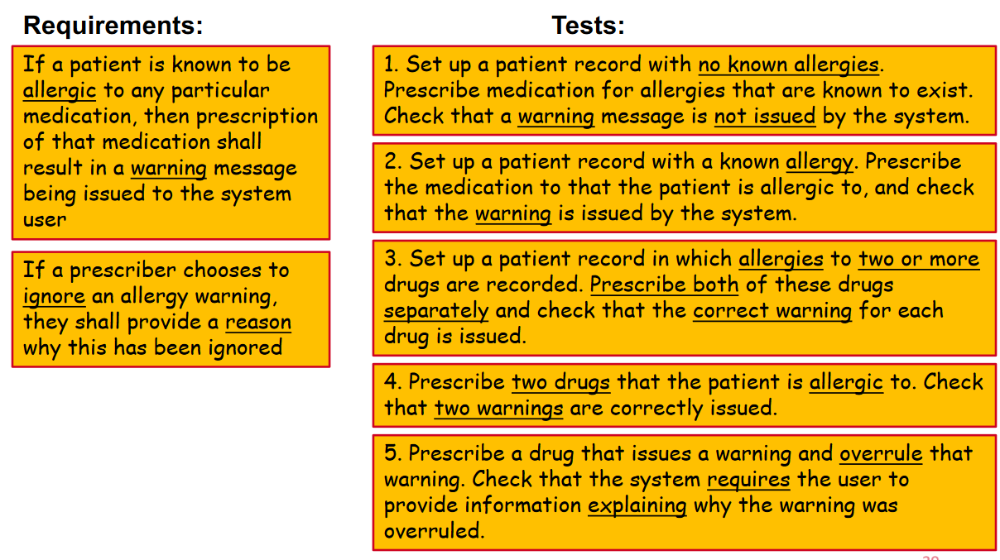 Requirements:
If a patient is known to be
allergic to any particular
medication, then prescription
of that medication shall
result in a warning message
being issued to the system
user
If a prescriber chooses to
ignore an allergy warning,
they shall provide a reason
why this has been ignored
Tests:
1. Set up a patient record with no known allergies.
Prescribe medication for allergies that are known to exist.
Check that a warning message is not issued by the system.
2. Set up a patient record with a known allergy. Prescribe
the medication to that the patient is allergic to, and check
that the warning is issued by the system.
3. Set up a patient record in which allergies to two or more
drugs are recorded. Prescribe both of these drugs
separately and check that the correct warning for each
drug is issued.
4. Prescribe two drugs that the patient is allergic to. Check
that two warnings are correctly issued.
5. Prescribe a drug that issues a warning and overrule that
warning. Check that the system requires the user to
provide information explaining why the warning was
overruled.